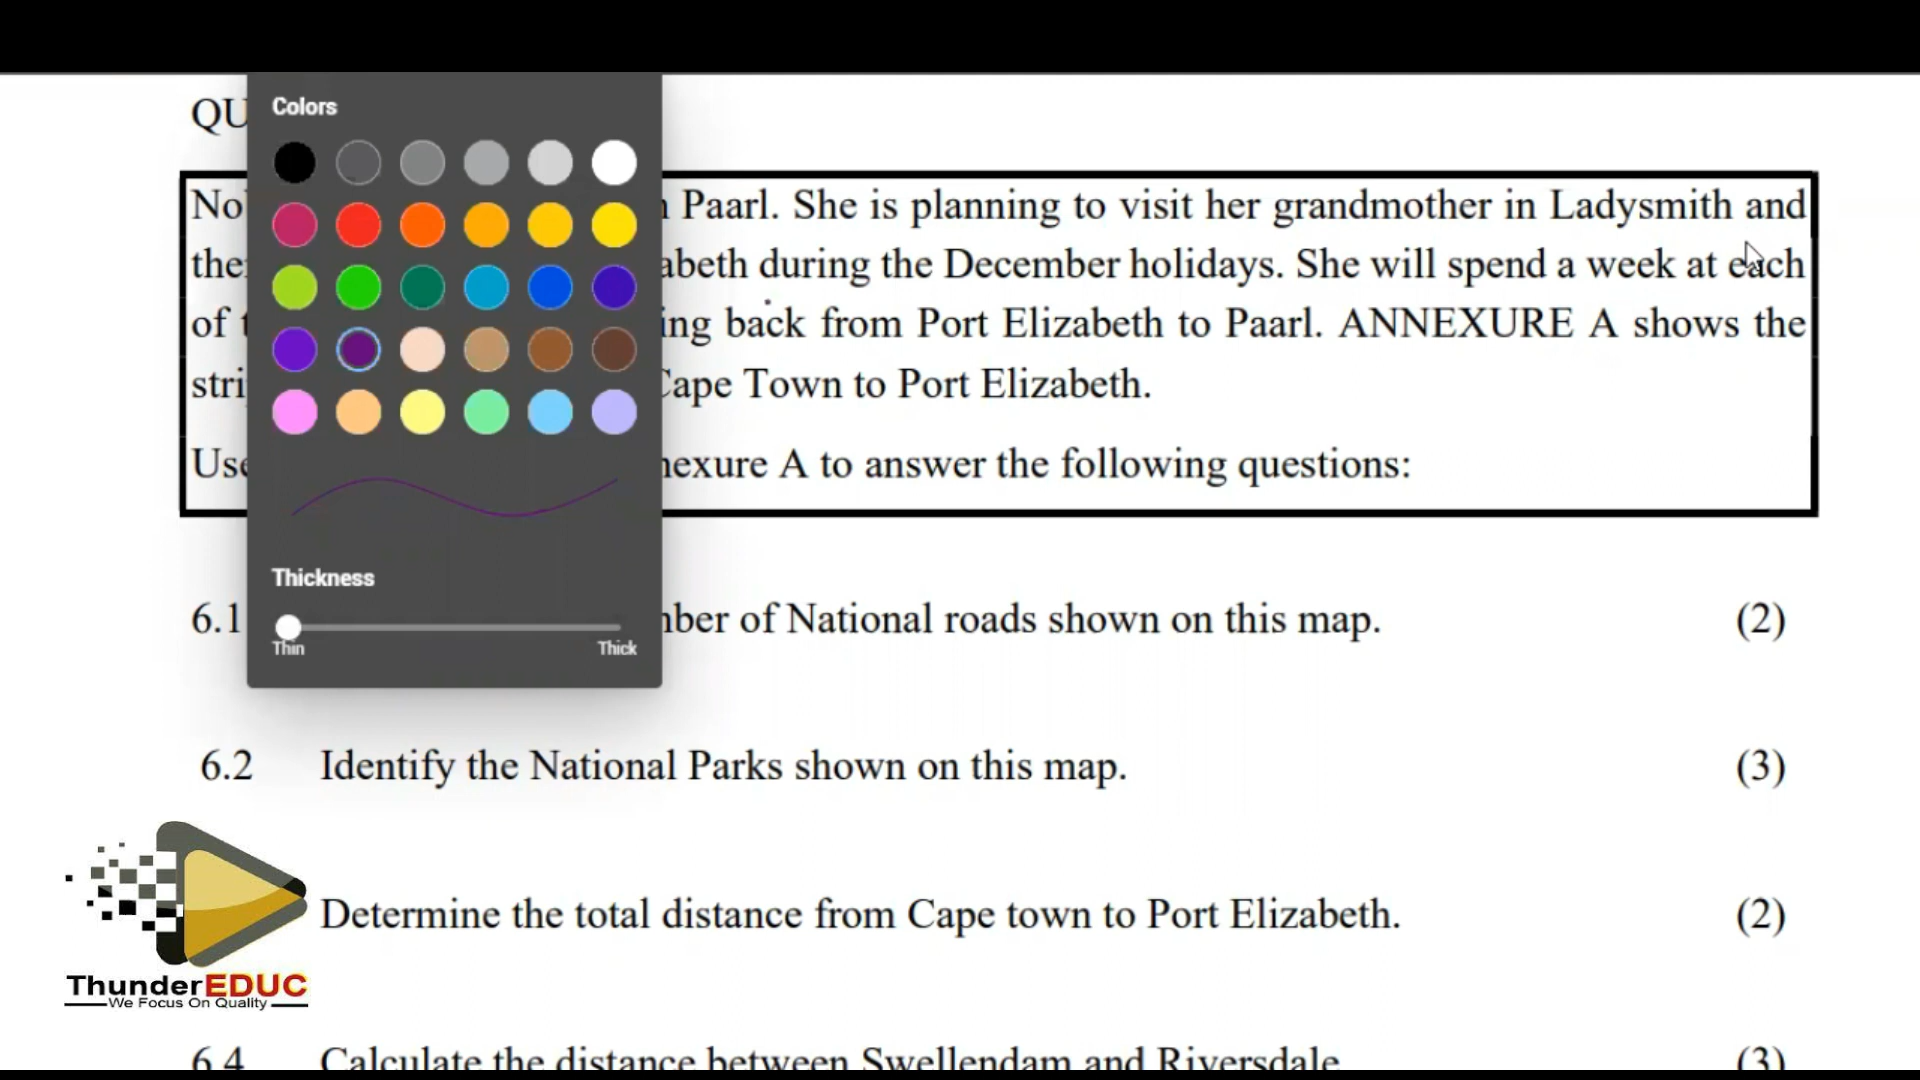 QU
Colors
No Paarl. She is planning to visit her grandmother in Ladysmith and
the abeth during the December holidays. She will spend a week at each
of ing back from Port Elizabeth to Paarl. ANNEXURE A shows the
stri Cape Town to Port Elizabeth.
Use nexure A to answer the following questions:
Thickness
Thin Thick
6.1 mber of National roads shown on this map. (2)
6.2 Identify the National Parks shown on this map. (3)
Determine the total distance from Cape town to Port Elizabeth. (2)
ThunderEDUC
We Focus On Quality
6.4 Calculate the distance between Swellendam and Riversdale (3)